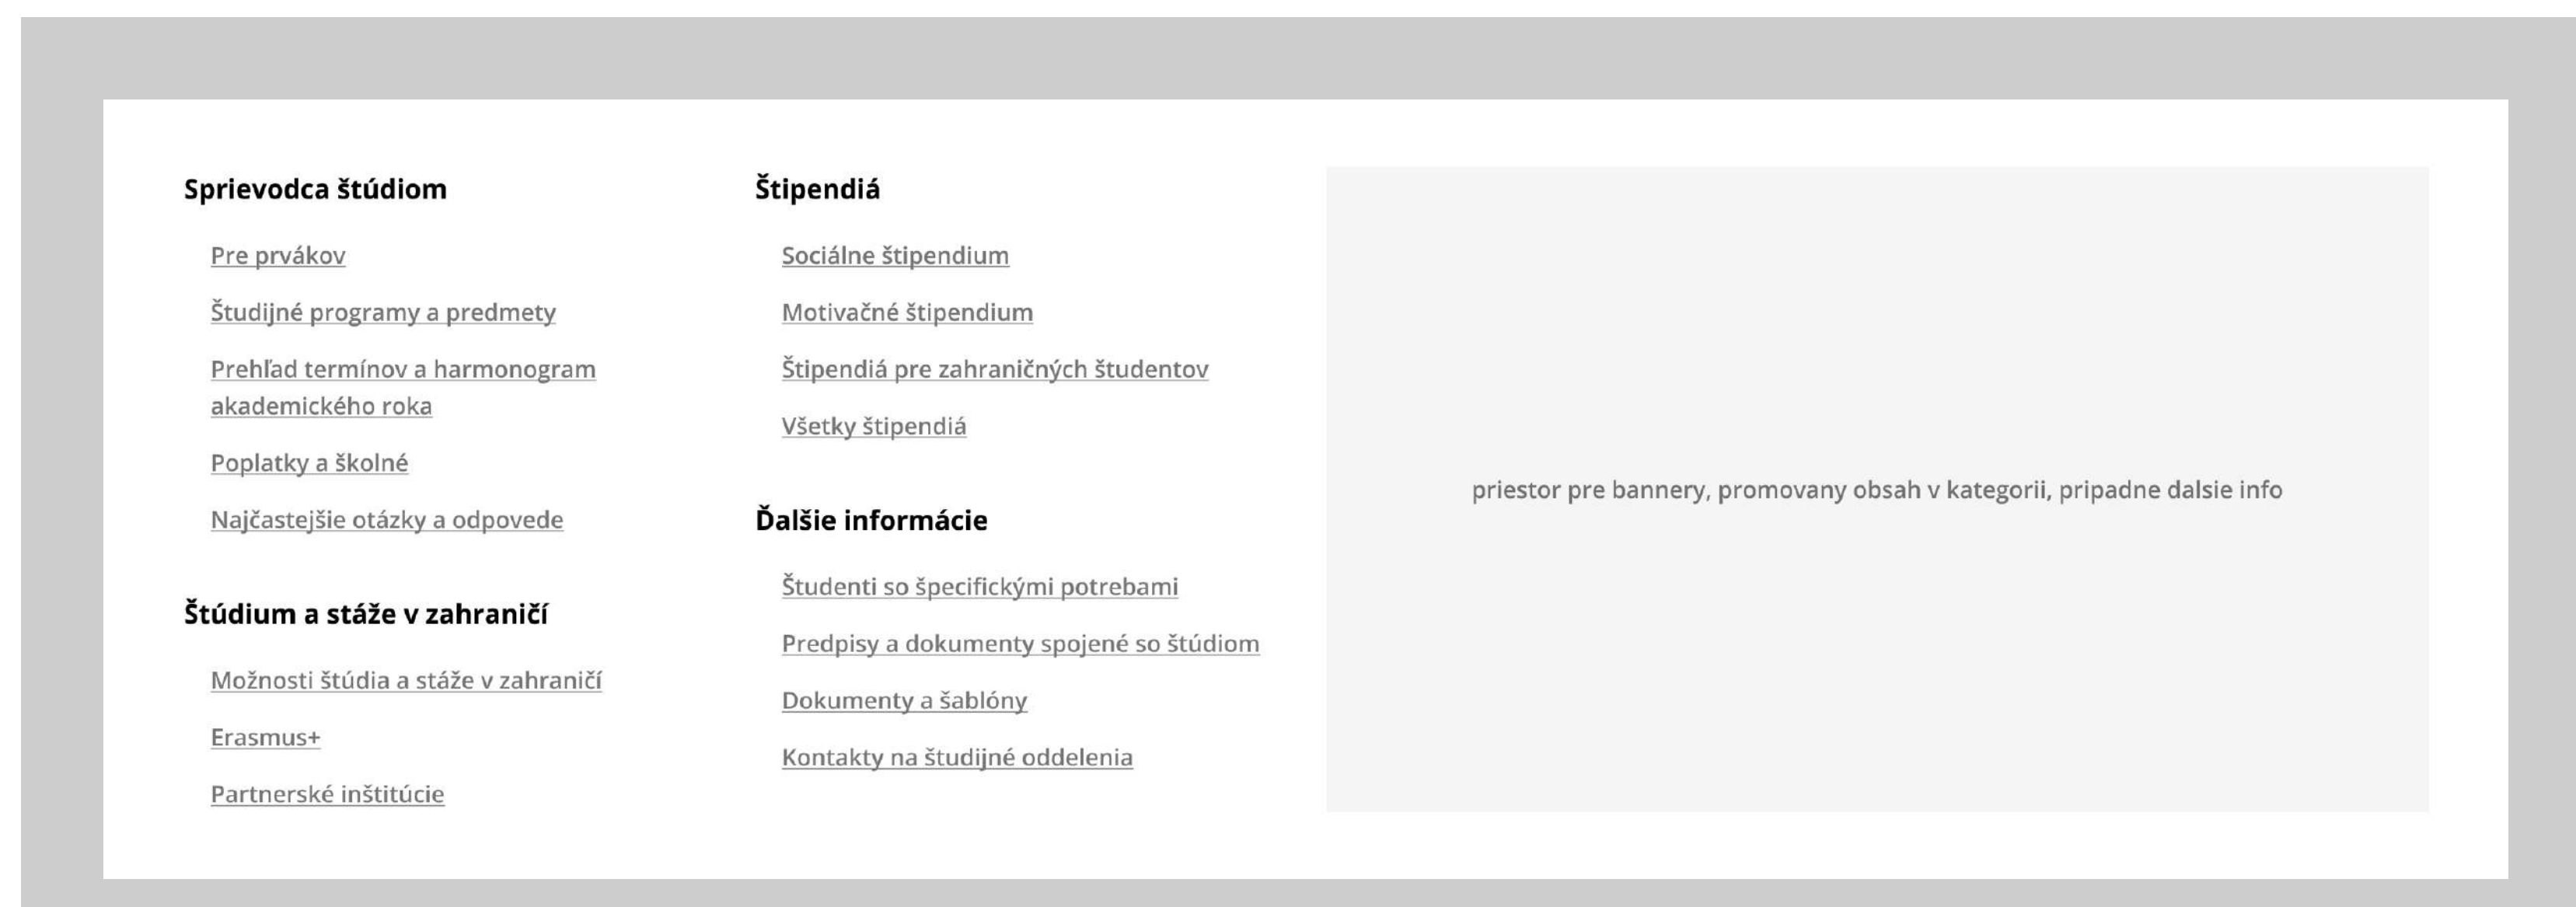 Sprievodca štúdiom
Pre prvákov
Študijné programy a predmety
Prehľad termínov a harmonogram
akademického roka
Poplatky a školné
Najčastejšie otázky a odpovede
Štúdium a stáže v zahraničí
Možnosti štúdia a stáže v zahraničí
Erasmus+
Partnerské inštitúcie
Štipendiá
Sociálne štipendium
Motivačné štipendium
Štipendiá pre zahraničných študentov
Všetky štipendiá
Ďalšie informácie
Študenti so špecifickými potrebami
Predpisy a dokumenty spojené so štúdiom
Dokumenty a šablóny
Kontakty na študijné oddelenia
priestor pre bannery, promovany obsah v kategorii, pripadne dalsie info